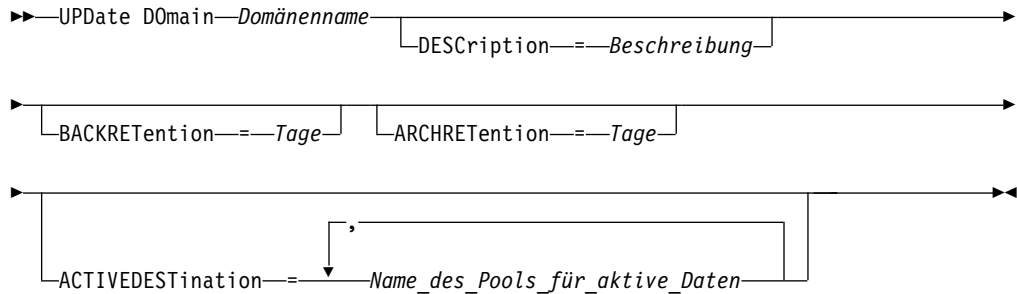 UPDate DOmain Domänenname
DESCription = Beschreibung
BACKRETention = Tage ARCHRETention = Tage
,
ACTIVEDESTination = Name_des_Pools_für_aktive_Daten